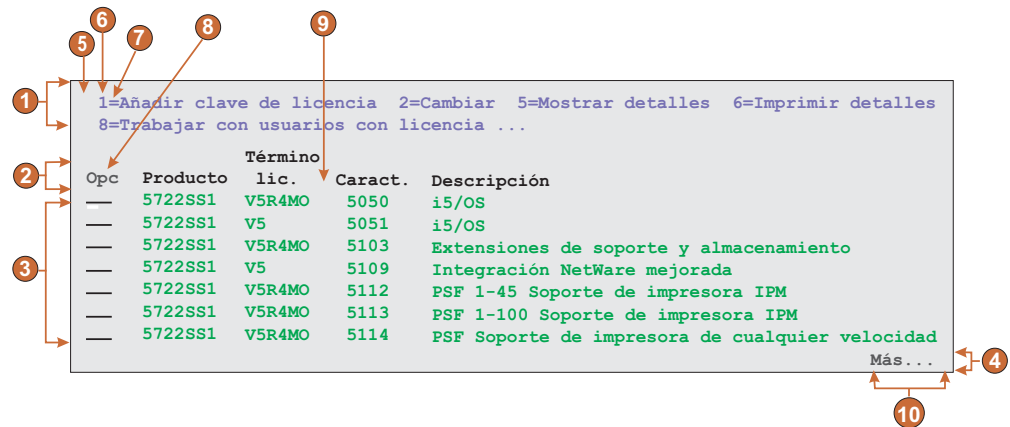 6 8 9
5 7
1
1=Añadir clave de licencia 2=Cambiar 5=Mostrar detalles 6=Imprimir detalles
8=Trabajar con usuarios con licencia ...
2
Término
Opc Producto lic. Caract. Descripción
3
5722SS1 V5R4MO 5050 i5/OS
5722SS1 V5 5051 i5/OS
5722SS1 V5R4MO 5103 Extensiones de soporte y almacenamiento
5722SS1 V5 5109 Integración NetWare mejorada
5722SS1 V5R4MO 5112 PSF 1-45 Soporte de impresora IPM
5722SS1 V5R4MO 5113 PSF 1-100 Soporte de impresora IPM
5722SS1 V5R4MO 5114 PSF Soporte de impresora de cualquier velocidad
Más... 4
10